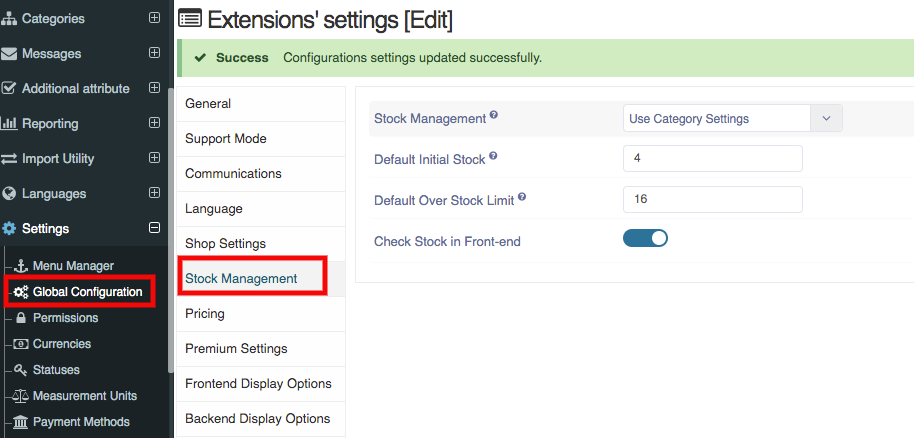 Categories
Messages
Additional attribute
Reporting
Import Utility
Languages
Settings
Menu Manager
Global Configuration
Permissions
Currencies
Statuses
Measurement Units
Payment Methods
Extensions' settings [Edit]
Success Configurations settings updated successfully.
General
Support Mode
Communications
Language
Shop Settings
Stock Management
Pricing
Premium Settings
Frontend Display Options
Backend Display Options
Stock Management ? Use Category Settings
Default Initial Stock ? 4
Default Over Stock Limit ? 16
Check Stock in Front-end